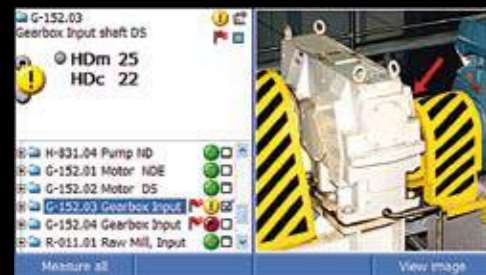 G-152.03
Gearbox Input shaft DS
HDm 25
HDc 22
H-831.04 Pump ND
G-152.01 Motor NDE
G-152.02 Motor DS
G-152.03 Gearbox Input
G-152.04 Gearbox Input
R-011.01 Raw Mill, Input
Measure all
View image